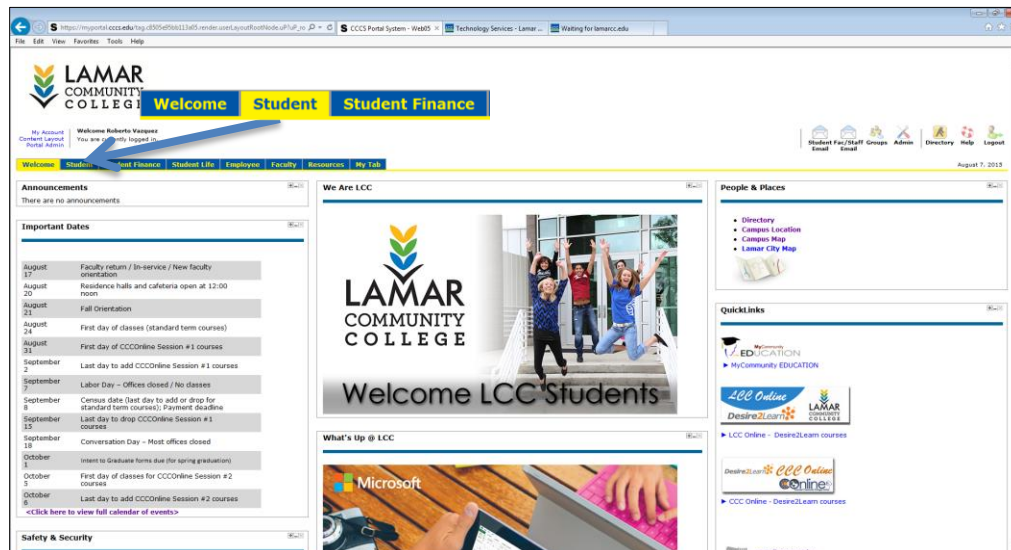 https://myportal.cccs.edu/tag.c8505e95bb113a05.render.userLayoutRootNode.uP?uP_ro
CCCS Portal System - Web05
Technology Services - Lamar ...
Waiting for lamarcc.edu
File Edit View Favorites Tools Help
LAMAR
COMMUNITY
COLLEGE
Welcome Student Student Finance
My Account
Content Layout
Portal Admin
Welcome Roberto Vazquez
You are currently logged in.
Student Email
Fac/Staff Email
Groups
Admin
Directory
Help
Logout
Welcome Student Student Finance Student Life Employee Faculty Resources My Tab
August 7, 2015
Announcements
There are no announcements
Important Dates
August 17 Faculty return / In-service / New faculty orientation
August 20 Residence halls and cafeteria open at 12:00 noon
August 21 Fall Orientation
August 24 First day of classes (standard term courses)
August 31 First day of CCCOnline Session #1 courses
September 2 Last day to add CCCOnline Session #1 courses
September 7 Labor Day – Offices closed / No classes
September 8 Census date (last day to add or drop for standard term courses); Payment deadline
September 15 Last day to drop CCCOnline Session #1 courses
September 18 Conversation Day – Most offices closed
October 1 Intent to Graduate forms due (for spring graduation)
October 5 First day of classes for CCCOnline Session #2 courses
October 6 Last day to add CCCOnline Session #2 courses
<Click here to view full calendar of events>
Safety & Security
We Are LCC
LAMAR
COMMUNITY
COLLEGE
Welcome LCC Students
What's Up @ LCC
Microsoft
People & Places
Directory
Campus Location
Campus Map
Lamar City Map
QuickLinks
MyCommunity
EDUCATION
MyCommunity EDUCATION
LCC Online
Desire2Learn
LAMAR
COMMUNITY
COLLEGE
LCC Online - Desire2Learn courses
Desire2Learn CCC Online
CCCOnline
CCC Online - Desire2Learn courses